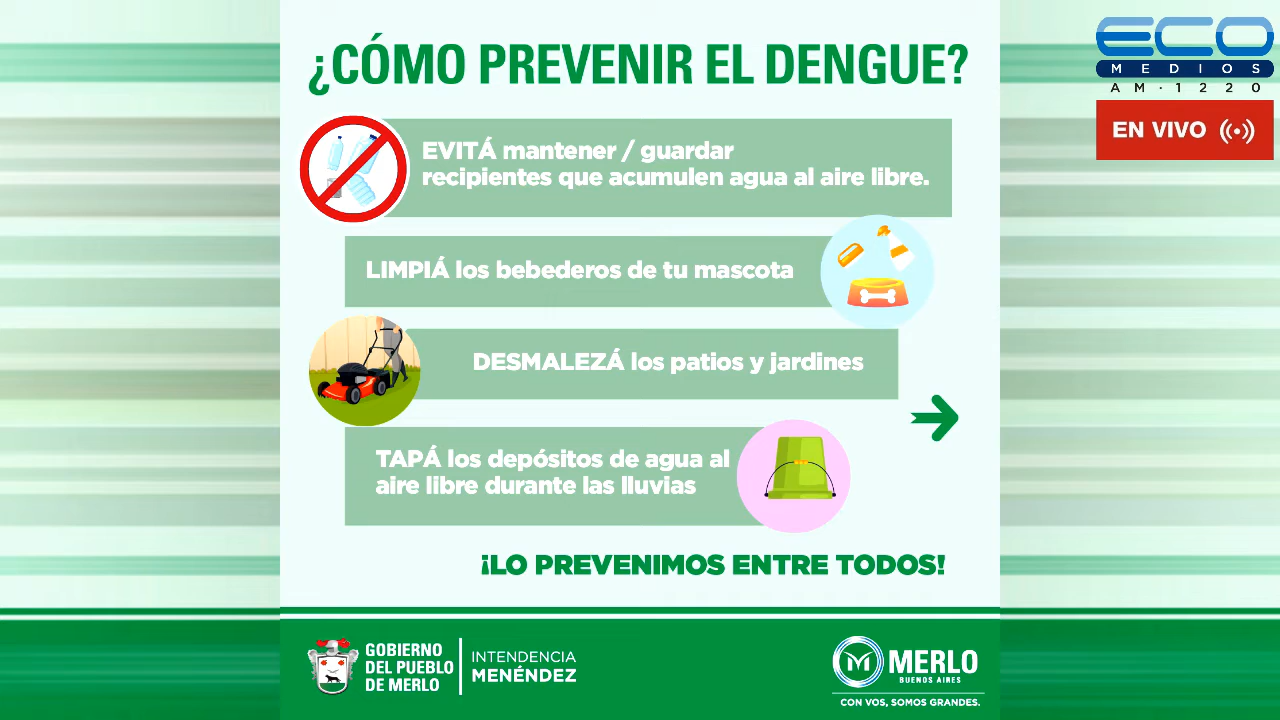 ¿CÓMO PREVENIR EL DENGUE?
ECO
MEDIOS
AM·1220
EN VIVO
EVITÁ mantener / guardar
recipientes que acumulen agua al aire libre.
LIMPIÁ los bebederos de tu mascota
DESMALEZÁ los patios y jardines
TAPÁ los depósitos de agua al
aire libre durante las lluvias
¡LO PREVENIMOS ENTRE TODOS!
GOBIERNO
DEL PUEBLO
DE MERLO
INTENDENCIA
MENÉNDEZ
MERLO
BUENOS AIRES
CON VOS, SOMOS GRANDES.